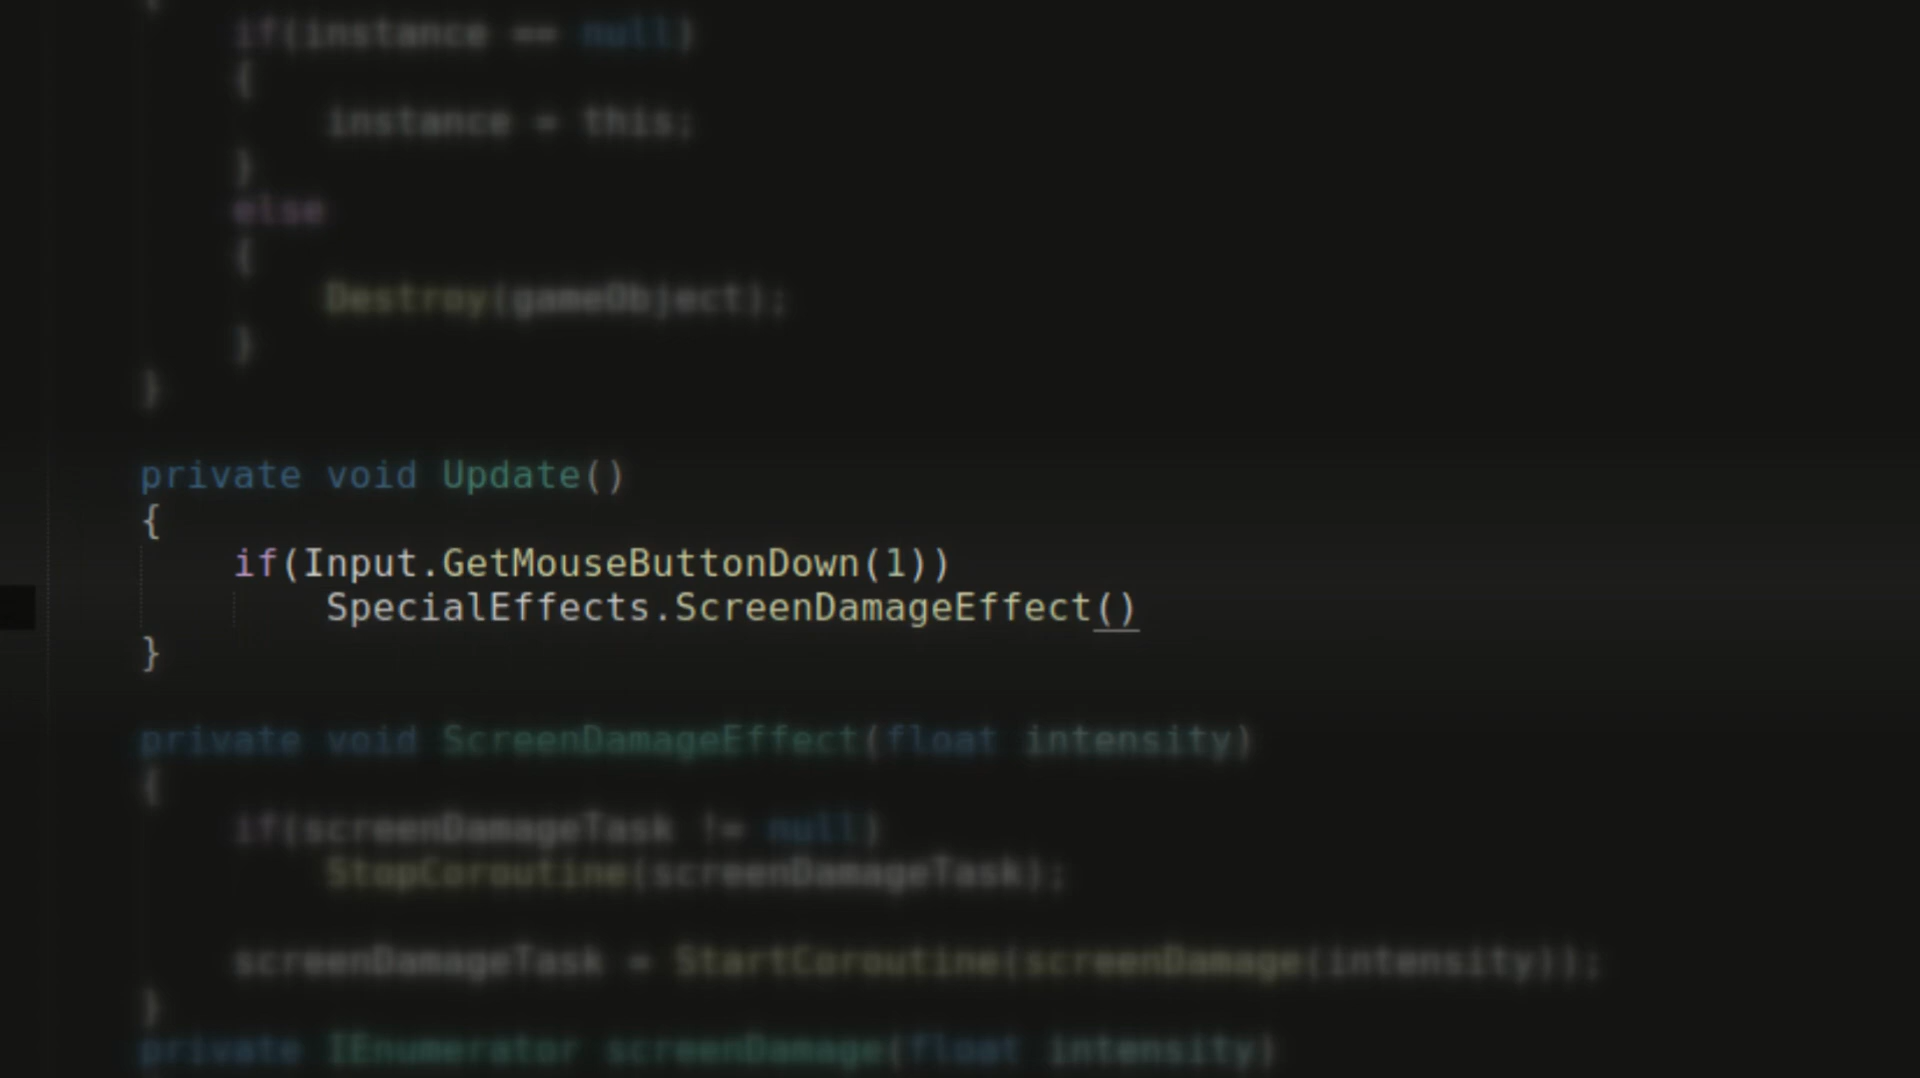 {
if(instance == null)
{
instance = this;
}
else
{
Destroy(gameObject);
}
}
private void Update()
{
if(Input.GetMouseButtonDown(1))
SpecialEffects.ScreenDamageEffect()
}
private void ScreenDamageEffect(float intensity)
{
if(screenDamageTask != null)
StopCoroutine(screenDamageTask);
screenDamageTask = StartCoroutine(screenDamage(intensity));
}
private IEnumerator screenDamage(float intensity)